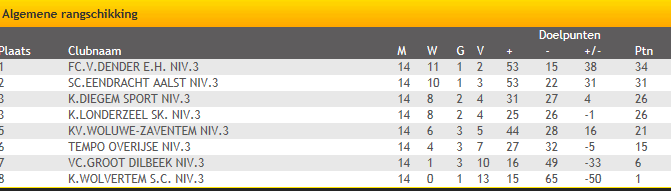 Algemene rangschikking
Doelpunten
Plaats Clubnaam M W G V + - +/- Ptn
1 FC.V.DENDER E.H. NIV.3 14 11 1 2 53 15 38 34
2 SC.EENDRACHT AALST NIV.3 14 10 1 3 53 22 31 31
3 K.DIEGEM SPORT NIV.3 14 8 2 4 31 27 4 26
3 K.LONDERZEEL SK. NIV.3 14 8 2 4 25 26 -1 26
5 KV.WOLUWE-ZAVENTEM NIV.3 14 6 3 5 44 28 16 21
6 TEMPO OVERIJSE NIV.3 14 4 3 7 27 32 -5 15
7 VC.GROOT DILBEEK NIV.3 14 1 3 10 16 49 -33 6
8 K.WOLVERTEM S.C. NIV.3 14 0 1 13 15 65 -50 1